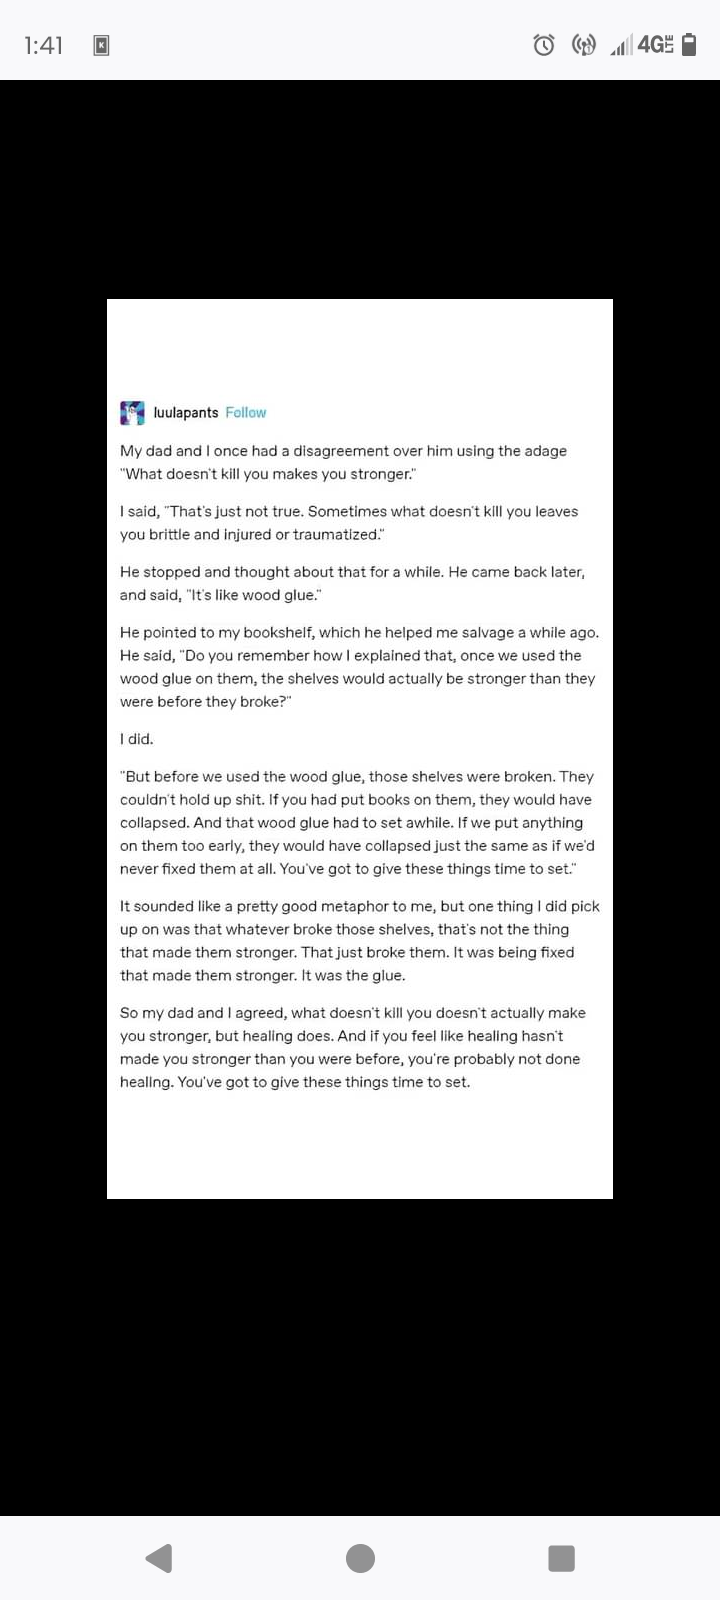 1:41
4G LTE
luulapants Follow
My dad and I once had a disagreement over him using the adage
"What doesn't kill you makes you stronger."
I said, "That's just not true. Sometimes what doesn't kill you leaves
you brittle and injured or traumatized."
He stopped and thought about that for a while. He came back later,
and said, "It's like wood glue."
He pointed to my bookshelf, which he helped me salvage a while ago.
He said, "Do you remember how I explained that, once we used the
wood glue on them, the shelves would actually be stronger than they
were before they broke?"
I did.
"But before we used the wood glue, those shelves were broken. They
couldn't hold up shit. If you had put books on them, they would have
collapsed. And that wood glue had to set awhile. If we put anything
on them too early, they would have collapsed just the same as if we'd
never fixed them at all. You've got to give these things time to set."
It sounded like a pretty good metaphor to me, but one thing I did pick
up on was that whatever broke those shelves, that's not the thing
that made them stronger. That just broke them. It was being fixed
that made them stronger. It was the glue.
So my dad and I agreed, what doesn't kill you doesn't actually make
you stronger, but healing does. And if you feel like healing hasn't
made you stronger than you were before, you're probably not done
healing. You've got to give these things time to set.